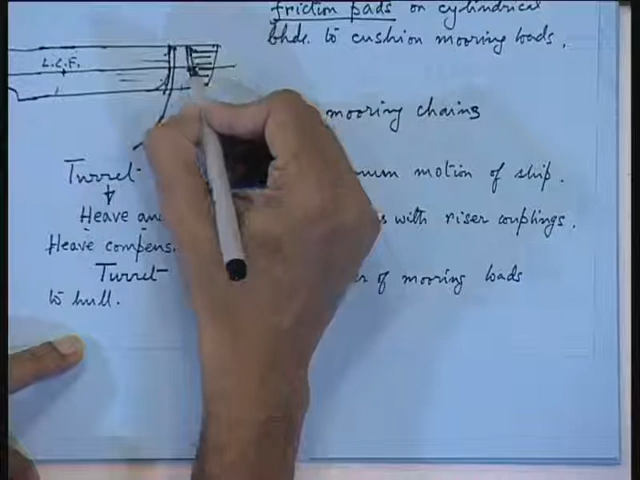 friction pads on cylindrical
bhds. to cushion mooring loads.
L.C.F.
mooring chains
Turret motion of ship.
Heave with riser couplings.
Heave compens.
Turret of mooring loads
to hull.